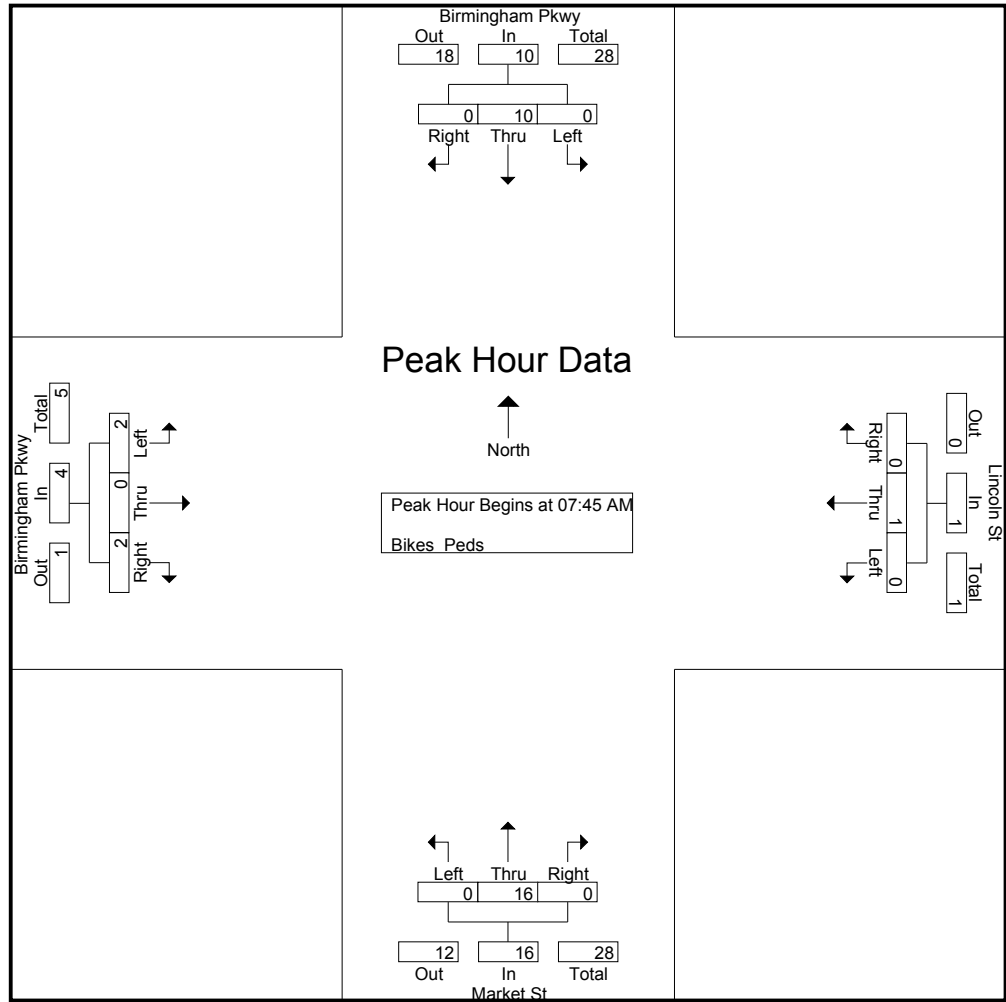 Birmingham Pkwy
Out In Total
18 10 28
0 10 0
Right Thru Left
Peak Hour Data
North
Peak Hour Begins at 07:45 AM
Bikes Peds
Birmingham Pkwy
Out In Total
1 4 5
2 0 2
Left Thru Right
Lincoln St
Out In Total
0 1 1
0 1 0
Right Thru Left
Left Thru Right
0 16 0
12 16 28
Out In Total
Market St